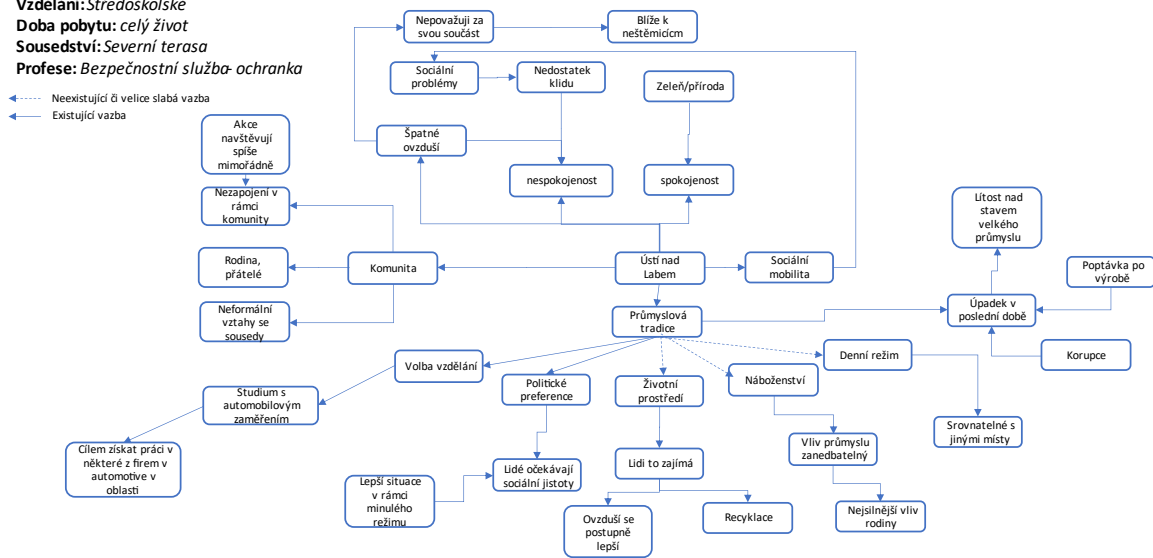 Vzdělání: Středoškolské
Doba pobytu: celý život
Sousedství: Severní terasa
Profese: Bezpečnostní služba- ochranka
Neexistující či velice slabá vazba
Existující vazba
Nepovažuji za
svou součást
Blíže k
neštěmicícm
Sociální
problémy
Nedostatek
klidu
Zeleň/příroda
Akce
navštěvují
spíše
mimořádně
Špatné
ovzduší
nespokojenost
spokojenost
Nezapojení v
rámci
komunity
Lítost nad
stavem
velkého
průmyslu
Rodina,
přátelé
Komunita
Ústí nad
Labem
Sociální
mobilita
Poptávka po
výrobě
Neformální
vztahy se
sousedy
Průmyslová
tradice
Úpadek v
poslední době
Volba vzdělání
Denní režim
Korupce
Politické
preference
Životní
prostředí
Náboženství
Studium s
automobilovým
zaměřením
Srovnatelné s
jinými místy
Cílem získat práci v
některé z firem v
automotive v
oblasti
Lepší situace
v rámci
minulého
režimu
Lidé očekávají
sociální jistoty
Lidi to zajímá
Vliv průmyslu
zanedbatelný
Ovzduší se
postupně
lepší
Recyklace
Nejsilnější vliv
rodiny